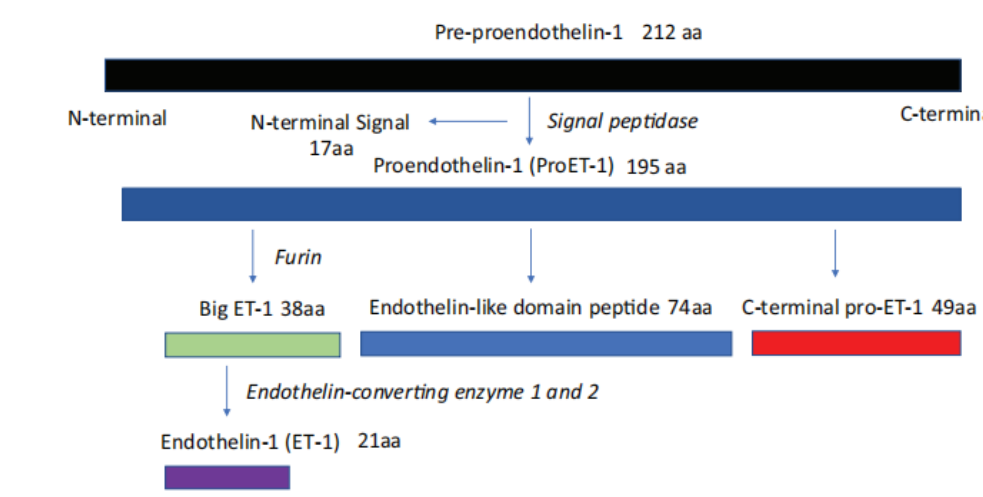 Pre-proendothelin-1 212 aa
N-terminal
C-termina
N-terminal Signal
17aa
Signal peptidase
Proendothelin-1 (ProET-1) 195 aa
Furin
Big ET-1 38aa
Endothelin-like domain peptide 74aa
C-terminal pro-ET-1 49aa
Endothelin-converting enzyme 1 and 2
Endothelin-1 (ET-1) 21aa